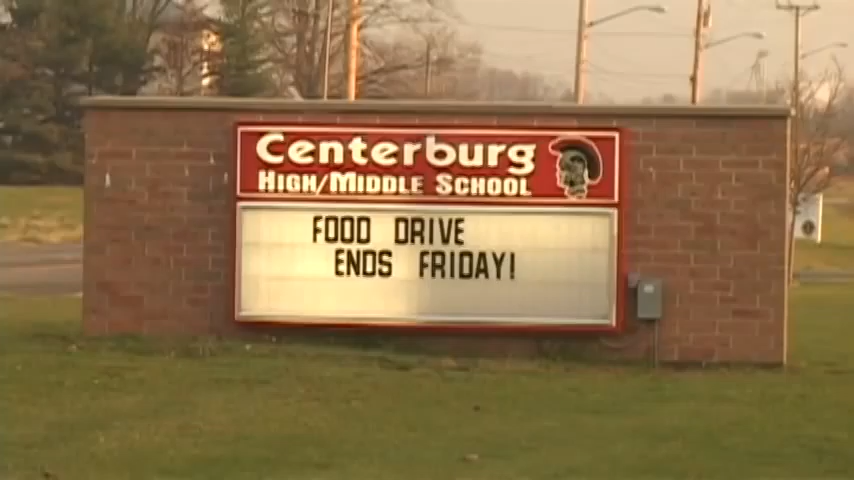 Centerburg
HIGH/MIDDLE SCHOOL
FOOD DRIVE
ENDS FRIDAY!